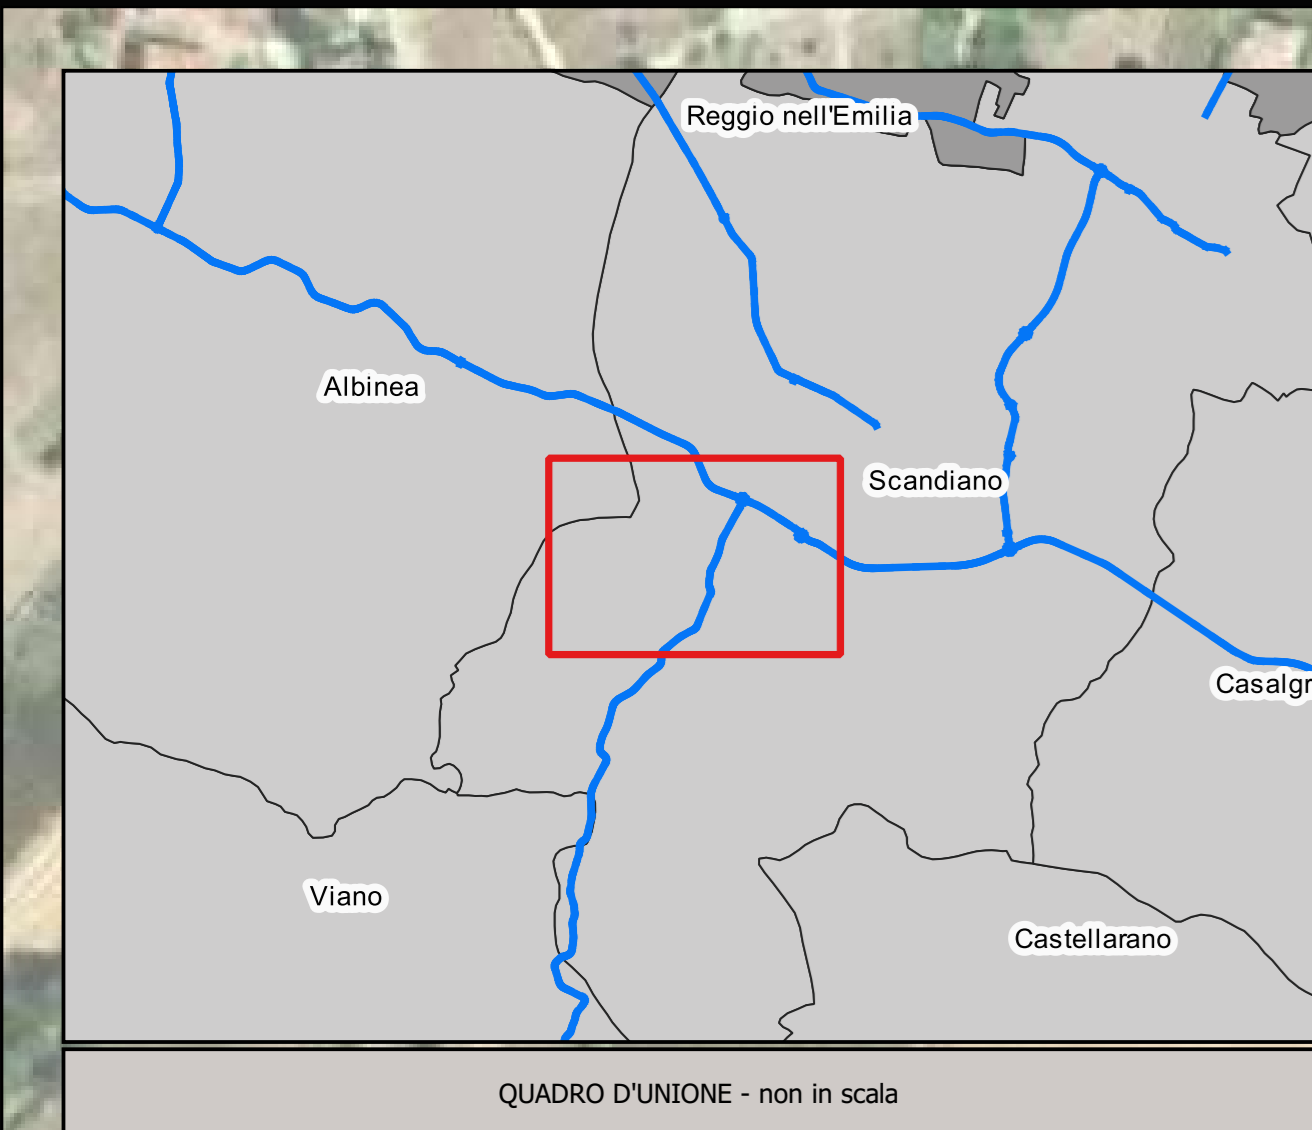 Reggio nell'Emilia
Albinea
Scandiano
Casalgr
Viano
Castellarano
QUADRO D'UNIONE - non in scala